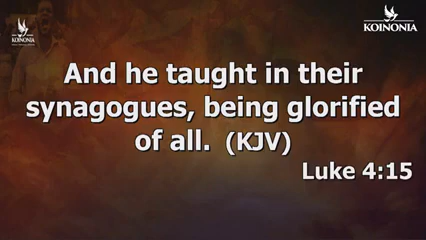 KOINONIA
KOINONIA
And he taught in their
synagogues, being glorified
of all. (KJV)
Luke 4:15